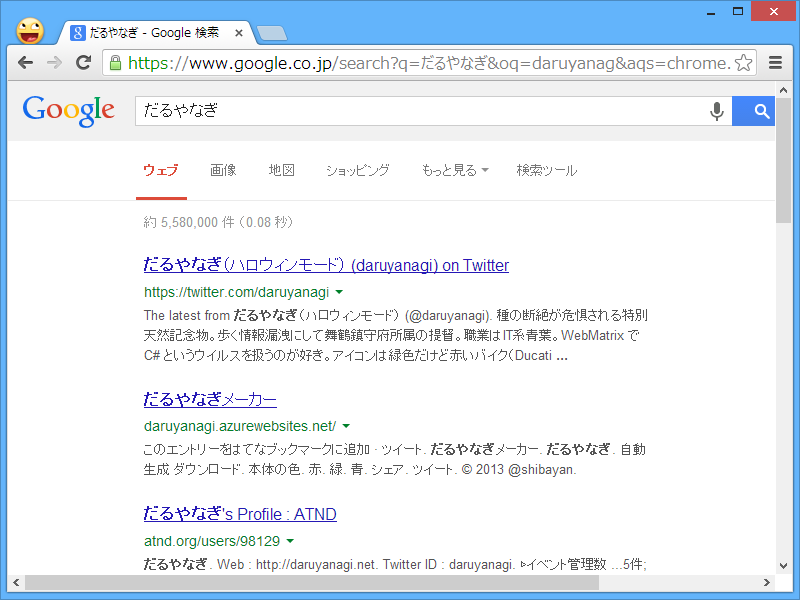 だるやなぎ - Google 検索
https://www.google.co.jp/search?q=だるやなぎ&oq=daruyanag&aqs=chrome.
Google だるやなぎ
ウェブ 画像 地図 ショッピング もっと見る 検索ツール
約 5,580,000 件 (0.08 秒)
だるやなぎ(ハロウィンモード) (daruyanagi) on Twitter
https://twitter.com/daruyanagi
The latest from だるやなぎ(ハロウィンモード) (@daruyanagi). 種の断絶が危惧される特別
天然記念物。歩く情報漏洩にして舞鶴鎮守府所属の提督。職業はIT系青葉。WebMatrix で
C# というウイルスを扱うのが好き。アイコンは緑色だけど赤いバイク(Ducati ...
だるやなぎメーカー
daruyanagi.azurewebsites.net/
このエントリーをはてなブックマークに追加 · ツイート. だるやなぎメーカー. だるやなぎ. 自動
生成 ダウンロード. 本体の色. 赤. 緑. 青. シェア. ツイート. © 2013 @shibayan.
だるやなぎ's Profile : ATND
atnd.org/users/98129
だるやなぎ. Web : http://daruyanagi.net. Twitter ID : daruyanagi. イベント管理数 ...5件;